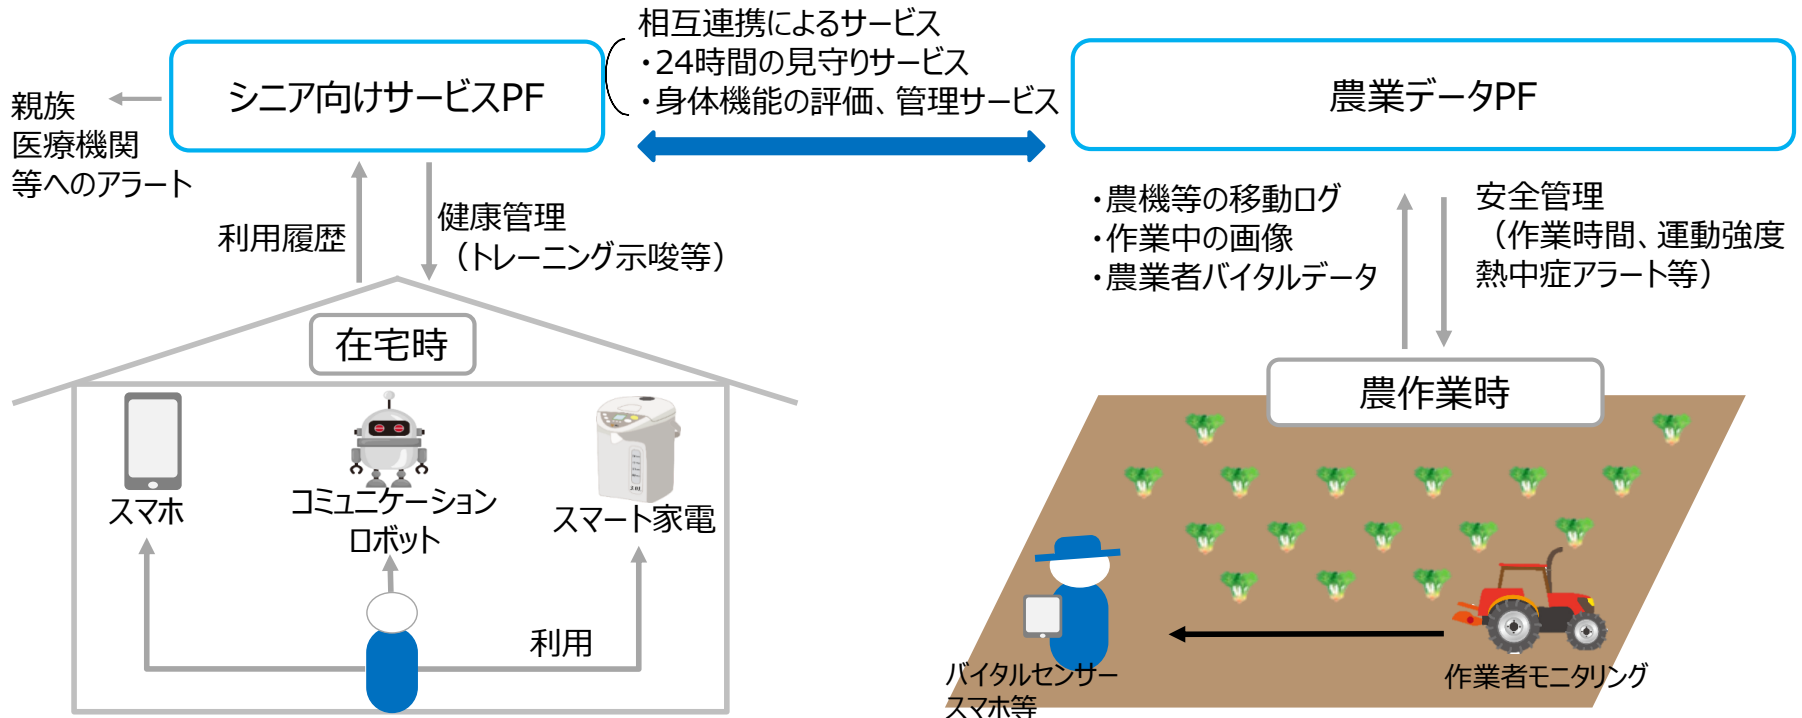 相互連携によるサービス
・24時間の見守りサービス
・身体機能の評価、管理サービス
シニア向けサービスPF
農業データPF
親族
医療機関
等へのアラート
利用履歴
健康管理
（トレーニング示唆等）
・農機等の移動ログ
・作業中の画像
・農業者バイタルデータ
安全管理
（作業時間、運動強度
熱中症アラート等）
在宅時
農作業時
スマホ
コミュニケーション
ロボット
スマート家電
利用
バイタルセンサー
スマホ等
作業者モニタリング